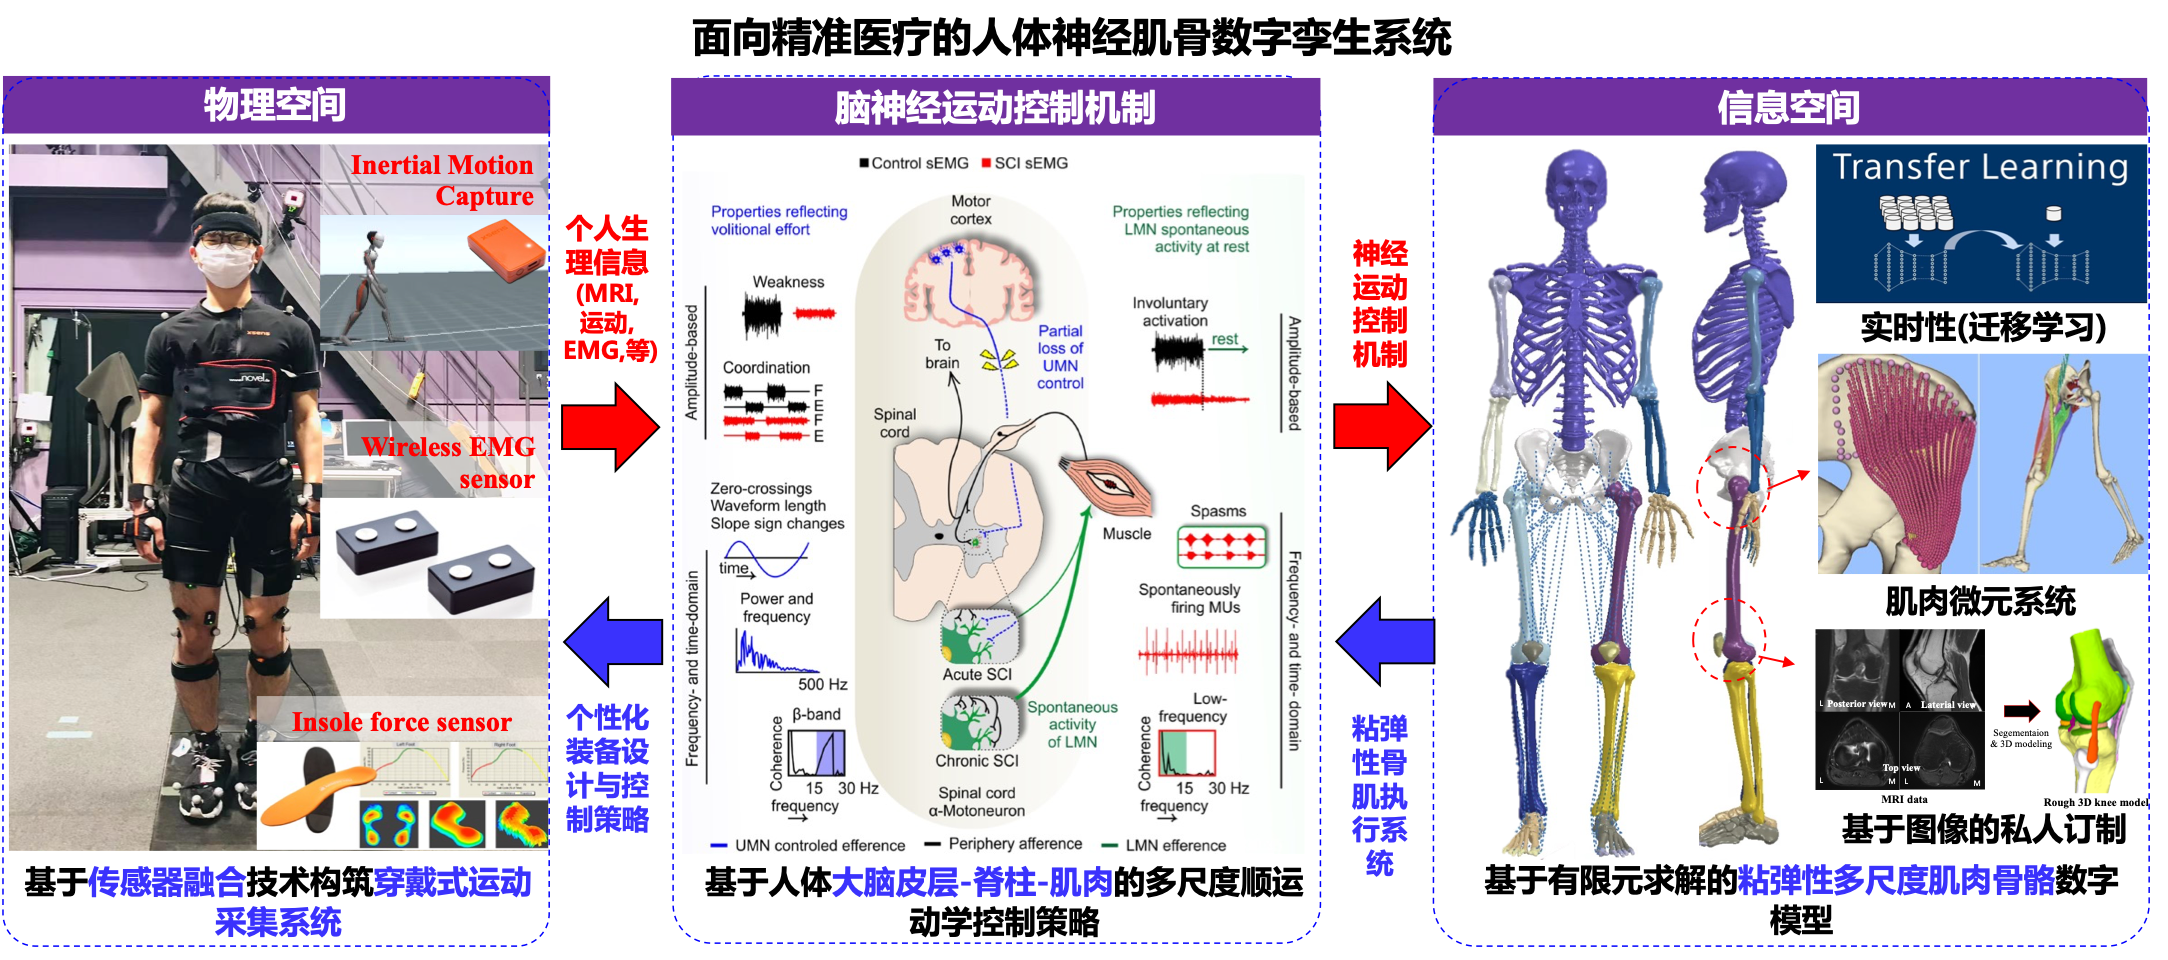 面向精准医疗的人体神经肌骨数字孪生系统
物理空间
Inertial Motion
Capture
xsens
novel
Wireless EMG
sensor
Insole force sensor
Left Foot
Right Foot
基于传感器融合技术构筑穿戴式运动
采集系统
个人生
理信息
(MRI,
运动,
EMG,等)
个性化
装备设
计与控
制策略
脑神经运动控制机制
Control sEMG
SCI sEMG
Properties reflecting
volitional effort
Motor
cortex
Properties reflecting
LMN spontaneous
activity at rest
Amplitude-based
Weakness
Coordination
F
E
F
E
To
brain
Partial
loss of
UMN
control
Involuntary
activation
rest
Amplitude-based
Spinal
cord
Zero-crossings
Waveform length
Slope sign changes
time
Frequency- and time-domain
Power and
frequency
500 Hz
β-band
Coherence
15
30 Hz
frequency
Muscle
Acute SCI
Chronic SCI
Spontaneous
activity
of LMN
Spinal cord
α-Motoneuron
Spasms
Spontaneously
firing MUs
Low-
frequency
Coherence
15
30 Hz
frequency
Frequency- and time- domain
UMN controled efference
Periphery afference
LMN efference
基于人体大脑皮层-脊柱-肌肉的多尺度顺运
动学控制策略
神经
运动
控制
机制
粘弹
性骨
肌执
行系
统
信息空间
Transfer Learning
实时性(迁移学习)
肌肉微元系统
L
Posterior view
M
A
Laterial view
L
Top view
L
M
M
MRI data
Segementaion
& 3D modeling
Rough 3D knee model
基于图像的私人订制
基于有限元求解的粘弹性多尺度肌肉骨骼数字
模型